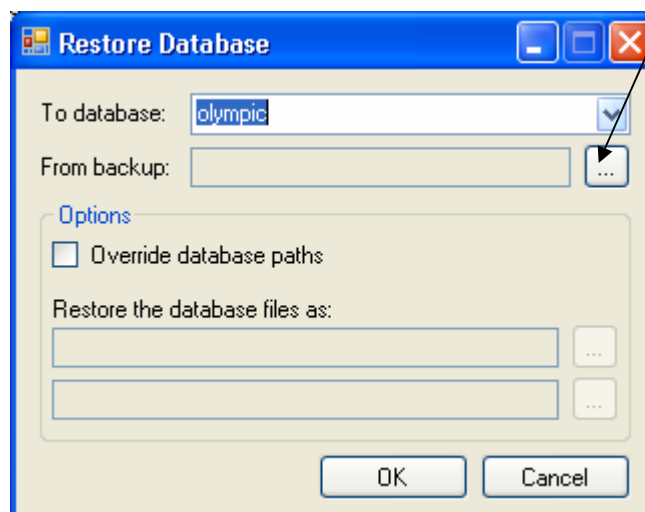 Restore Database
To database: olympic
From backup: ...
Options
Override database paths
Restore the database files as:
...
...
OK Cancel